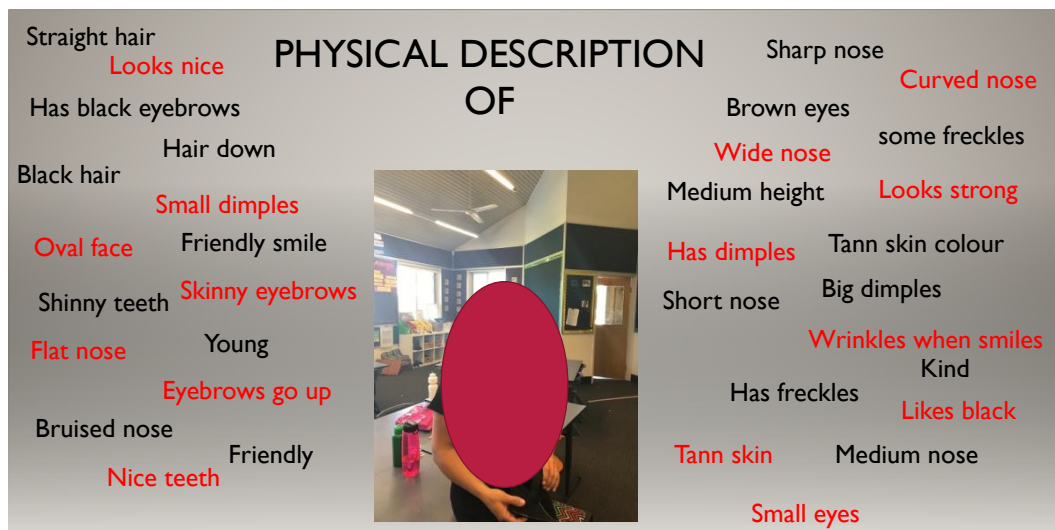 PHYSICAL DESCRIPTION
OF
Straight hair
Looks nice
Has black eyebrows
Hair down
Black hair
Small dimples
Oval face
Friendly smile
Skinny eyebrows
Shinny teeth
Young
Flat nose
Eyebrows go up
Bruised nose
Friendly
Nice teeth
Sharp nose
Curved nose
Brown eyes
some freckles
Wide nose
Medium height
Looks strong
Has dimples
Tann skin colour
Short nose
Big dimples
Wrinkles when smiles
Kind
Has freckles
Likes black
Tann skin
Medium nose
Small eyes